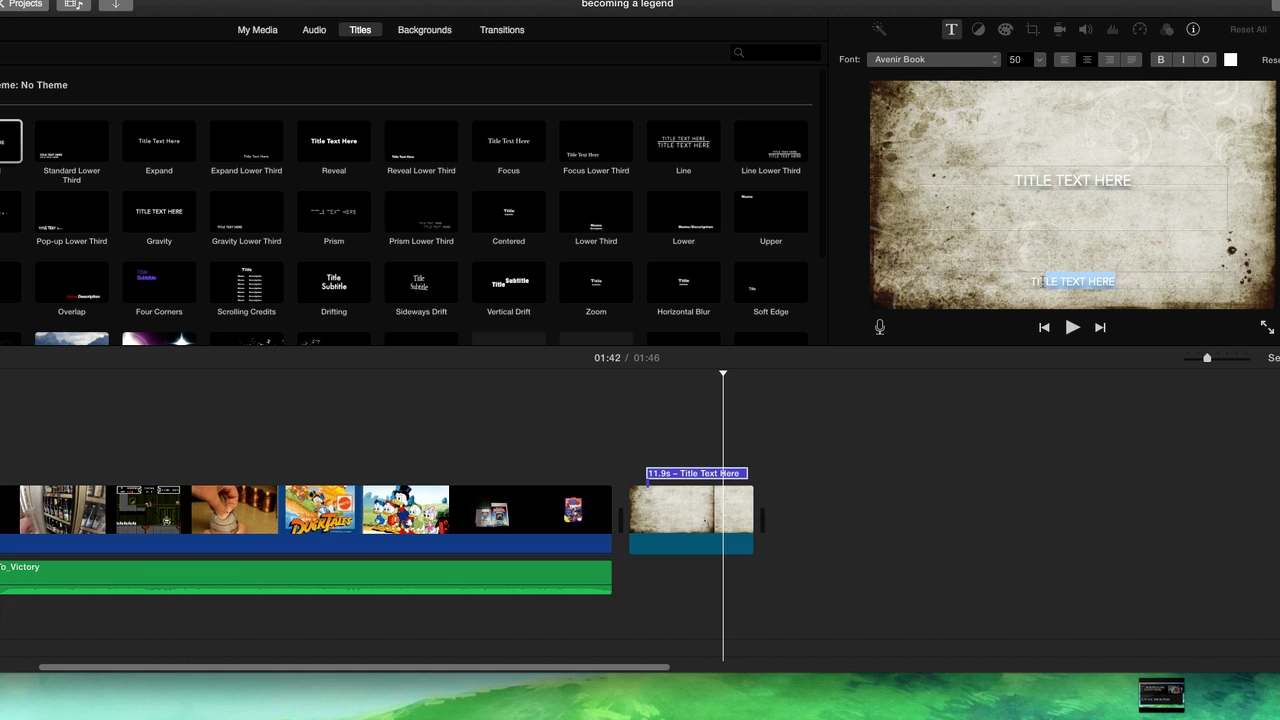 Projects
becoming a legend
My Media Audio Titles Backgrounds Transitions
T
Reset All
Font: Avenir Book 50 B I O Rese
eme: No Theme
Title Text Here Title Text Here Title Text Here TITLE TEXT HERE
Standard Lower Third Expand Expand Lower Third Reveal Reveal Lower Third Focus Focus Lower Third Line Line Lower Third
TITLE TEXT HERE
TITLE TEXT HERE
Pop-up Lower Third Gravity Gravity Lower Third Prism Prism Lower Third Centered Lower Third Lower Upper
Title Subtitle
Title Subtitle
Title Subtitle
Title Subtitle
TITLE TEXT HERE
Overlap Four Corners Scrolling Credits Drifting Sideways Drift Vertical Drift Zoom Horizontal Blur Soft Edge
01:42 / 01:46
Se
11.9s – Title Text Here
DUCKTALES
To_Victory